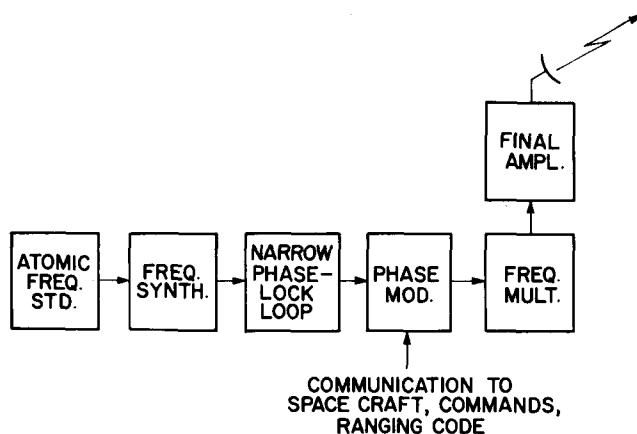 FINAL
AMPL.
ATOMIC
FREQ.
STD.
FREQ.
SYNTH.
NARROW
PHASE-
LOCK
LOOP
PHASE
MOD.
FREQ.
MULT.
COMMUNICATION TO
SPACE CRAFT, COMMANDS,
RANGING CODE